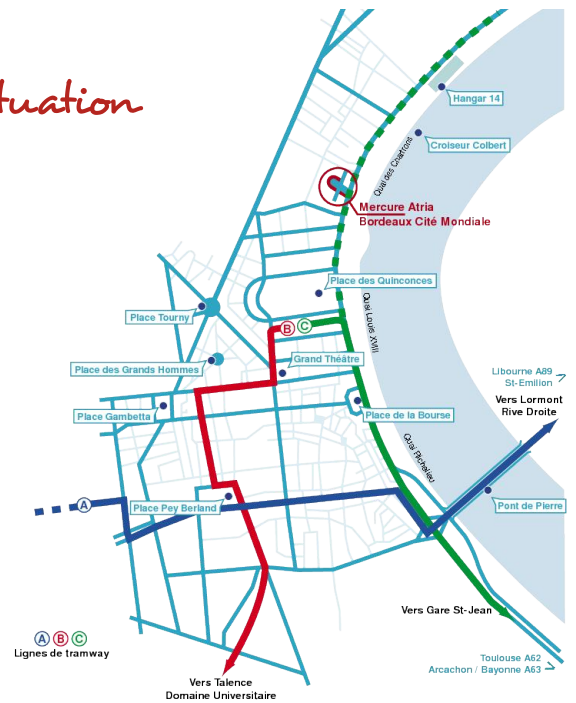 tuation
Hangar 14
Croiseur Colbert
Quai des Chartrons
Mercure Atria
Bordeaux Cité Mondiale
Place des Quinconces
Place Tourny
B C
Quai Louis XVIII
Grand Théâtre
Place des Grands Hommes
Libourne A89
St-Emilion
Vers Lormont
Rive Droite
Place Gambetta
Place de la Bourse
Quai Richelieu
A
Place Pey Berland
Pont de Pierre
Vers Gare St-Jean
A B C
Lignes de tramway
Toulouse A62
Arcachon / Bayonne A63
Vers Talence
Domaine Universitaire